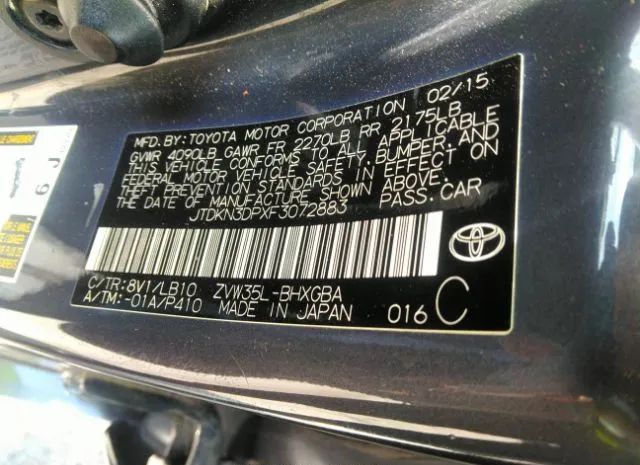 MFD. BY: TOYOTA MOTOR CORPORATION 02/15
GVWR 4090LB GAWR FR 2270LB RR 2175LB
THIS VEHICLE CONFORMS TO ALL APPLICABLE
FEDERAL MOTOR VEHICLE SAFETY, BUMPER, AND
THEFT PREVENTION STANDARDS IN EFFECT ON
THE DATE OF MANUFACTURE SHOWN ABOVE.
JTDKN3DPXF3072883 PASS. CAR
C/TR: 8V1/LB10 ZVW35L-BHXGBA
A/TM: -01A/P410 MADE IN JAPAN 016 C